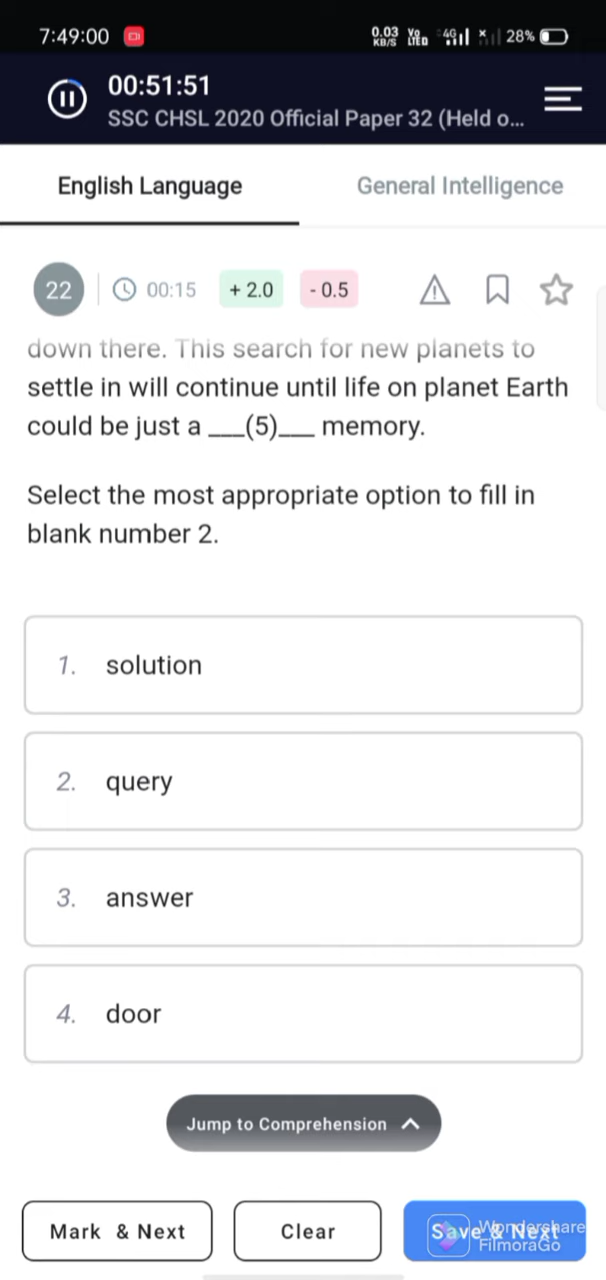 7:49:00 0.03 KB/S Vo LTE D 4G 28%
00:51:51
SSC CHSL 2020 Official Paper 32 (Held o...
English Language General Intelligence
22 00:15 + 2.0 - 0.5
down there. This search for new planets to
settle in will continue until life on planet Earth
could be just a ___(5)___ memory.
Select the most appropriate option to fill in
blank number 2.
1. solution
2. query
3. answer
4. door
Jump to Comprehension
Mark & Next Clear Save & Next
Wondershare
FilmoraGo